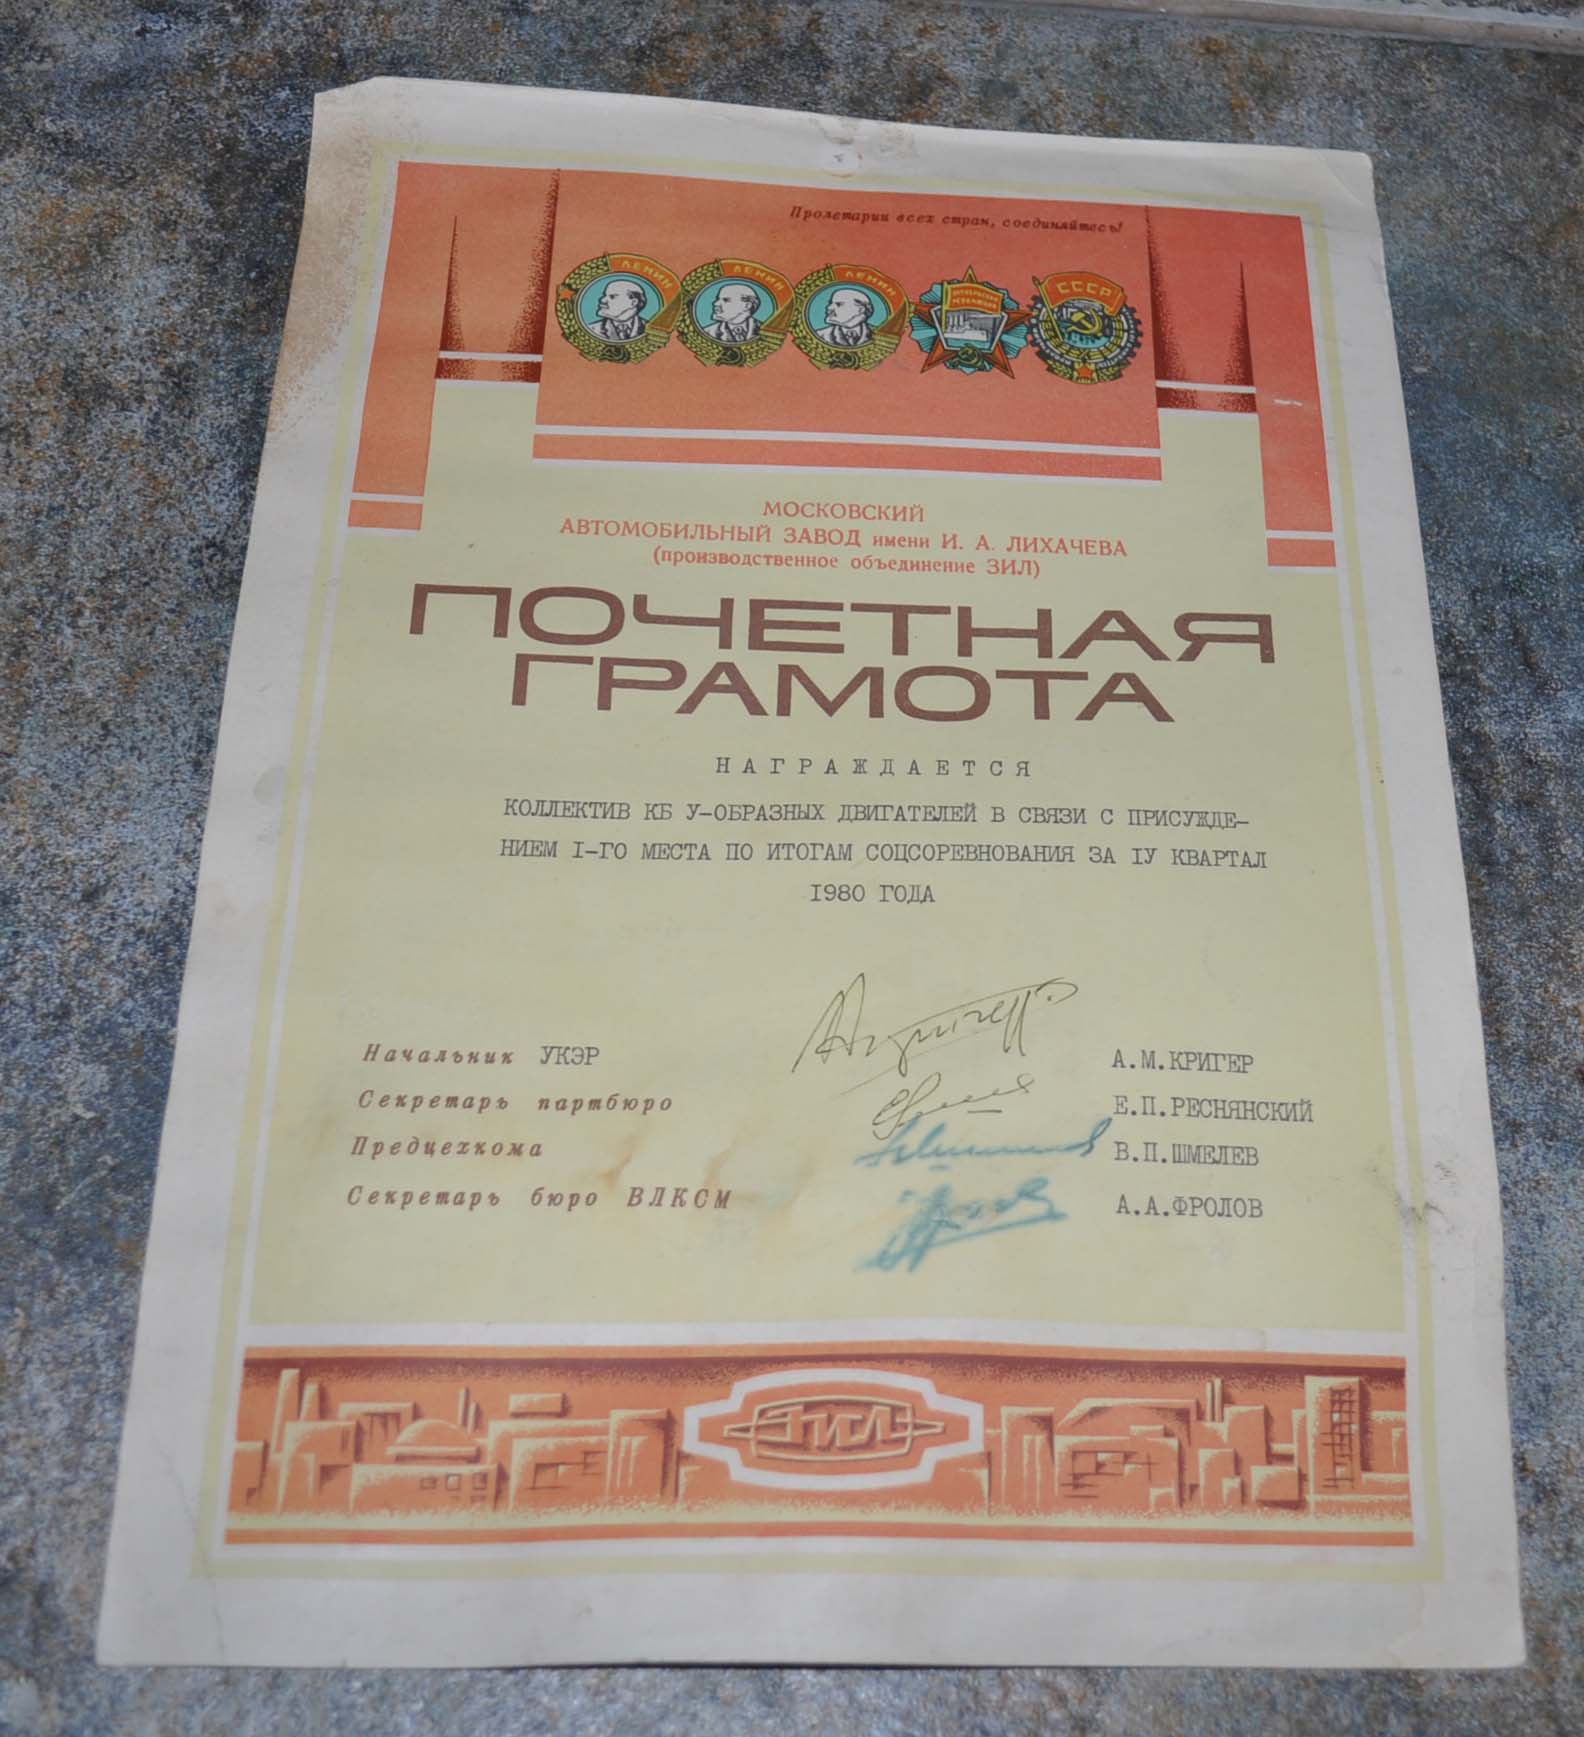 Пролетарии всех стран, соединяйтесь!
ЛЕНИН ЛЕНИН ЛЕНИН ОКТЯБРЬСКАЯ РЕВОЛЮЦИЯ СССР
МОСКОВСКИЙ
АВТОМОБИЛЬНЫЙ ЗАВОД имени И. А. ЛИХАЧЕВА
(производственное объединение ЗИЛ)
ПОЧЕТНАЯ
ГРАМОТА
НАГРАЖДАЕТСЯ
КОЛЛЕКТИВ КБ У-ОБРАЗНЫХ ДВИГАТЕЛЕЙ В СВЯЗИ С ПРИСУЖДЕ-
НИЕМ I-ГО МЕСТА ПО ИТОГАМ СОЦСОРЕВНОВАНИЯ ЗА IУ КВАРТАЛ
1980 ГОДА
Начальник УКЭР А.М.КРИГЕР
Секретарь партбюро Е.П.РЕСНЯНСКИЙ
Предцехкома В.П.ШМЕЛЕВ
Секретарь бюро ВЛКСМ А.А.ФРОЛОВ
ЗИЛ